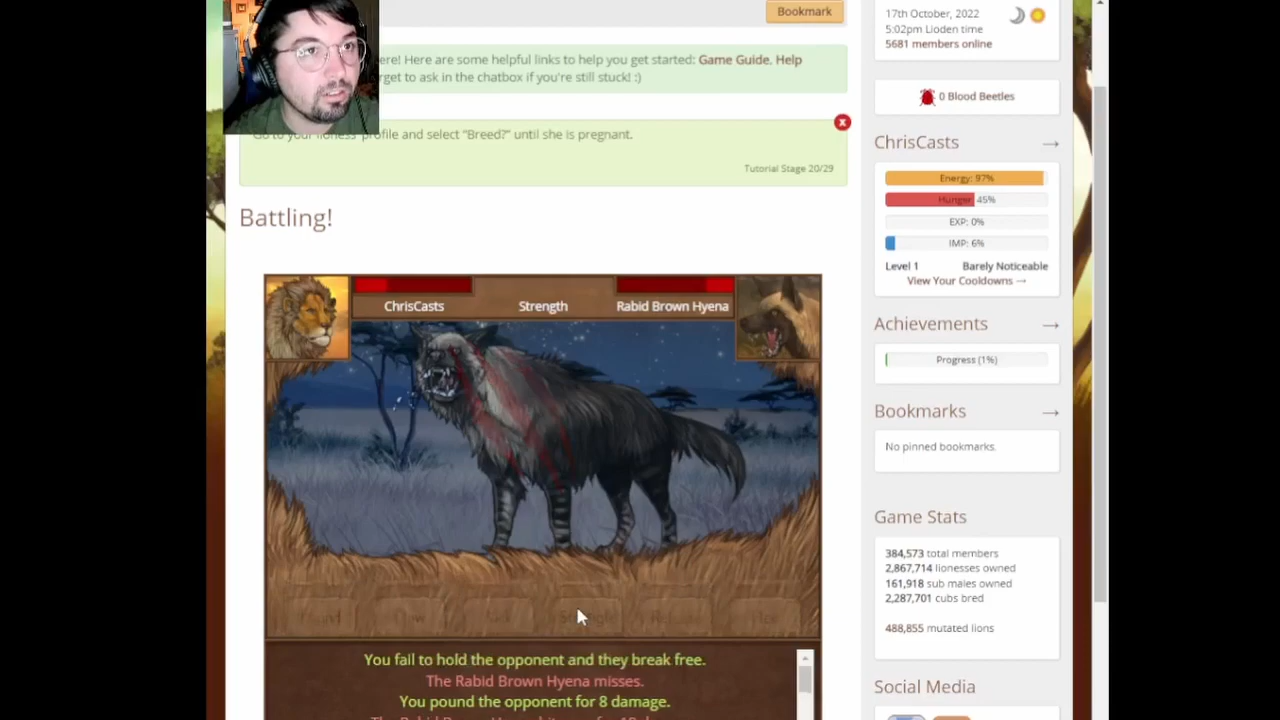 Bookmark
ere! Here are some helpful links to help you get started: Game Guide, Help
rget to ask in the chatbox if you're still stuck! :)
Go to your lioness' profile and select "Breed?" until she is pregnant.
Tutorial Stage 20/29
Battling!
ChrisCasts
Strength
Rabid Brown Hyena
You fail to hold the opponent and they break free.
The Rabid Brown Hyena misses.
You pound the opponent for 8 damage.
17th October, 2022
5:02pm Lioden time
5681 members online
0 Blood Beetles
ChrisCasts →
Energy: 97%
Hunger: 45%
EXP: 0%
IMP: 6%
Level 1 Barely Noticeable
View Your Cooldowns →
Achievements →
Progress (1%)
Bookmarks →
No pinned bookmarks.
Game Stats
384,573 total members
2,867,714 lionesses owned
161,918 sub males owned
2,287,701 cubs bred
488,855 mutated lions
Social Media